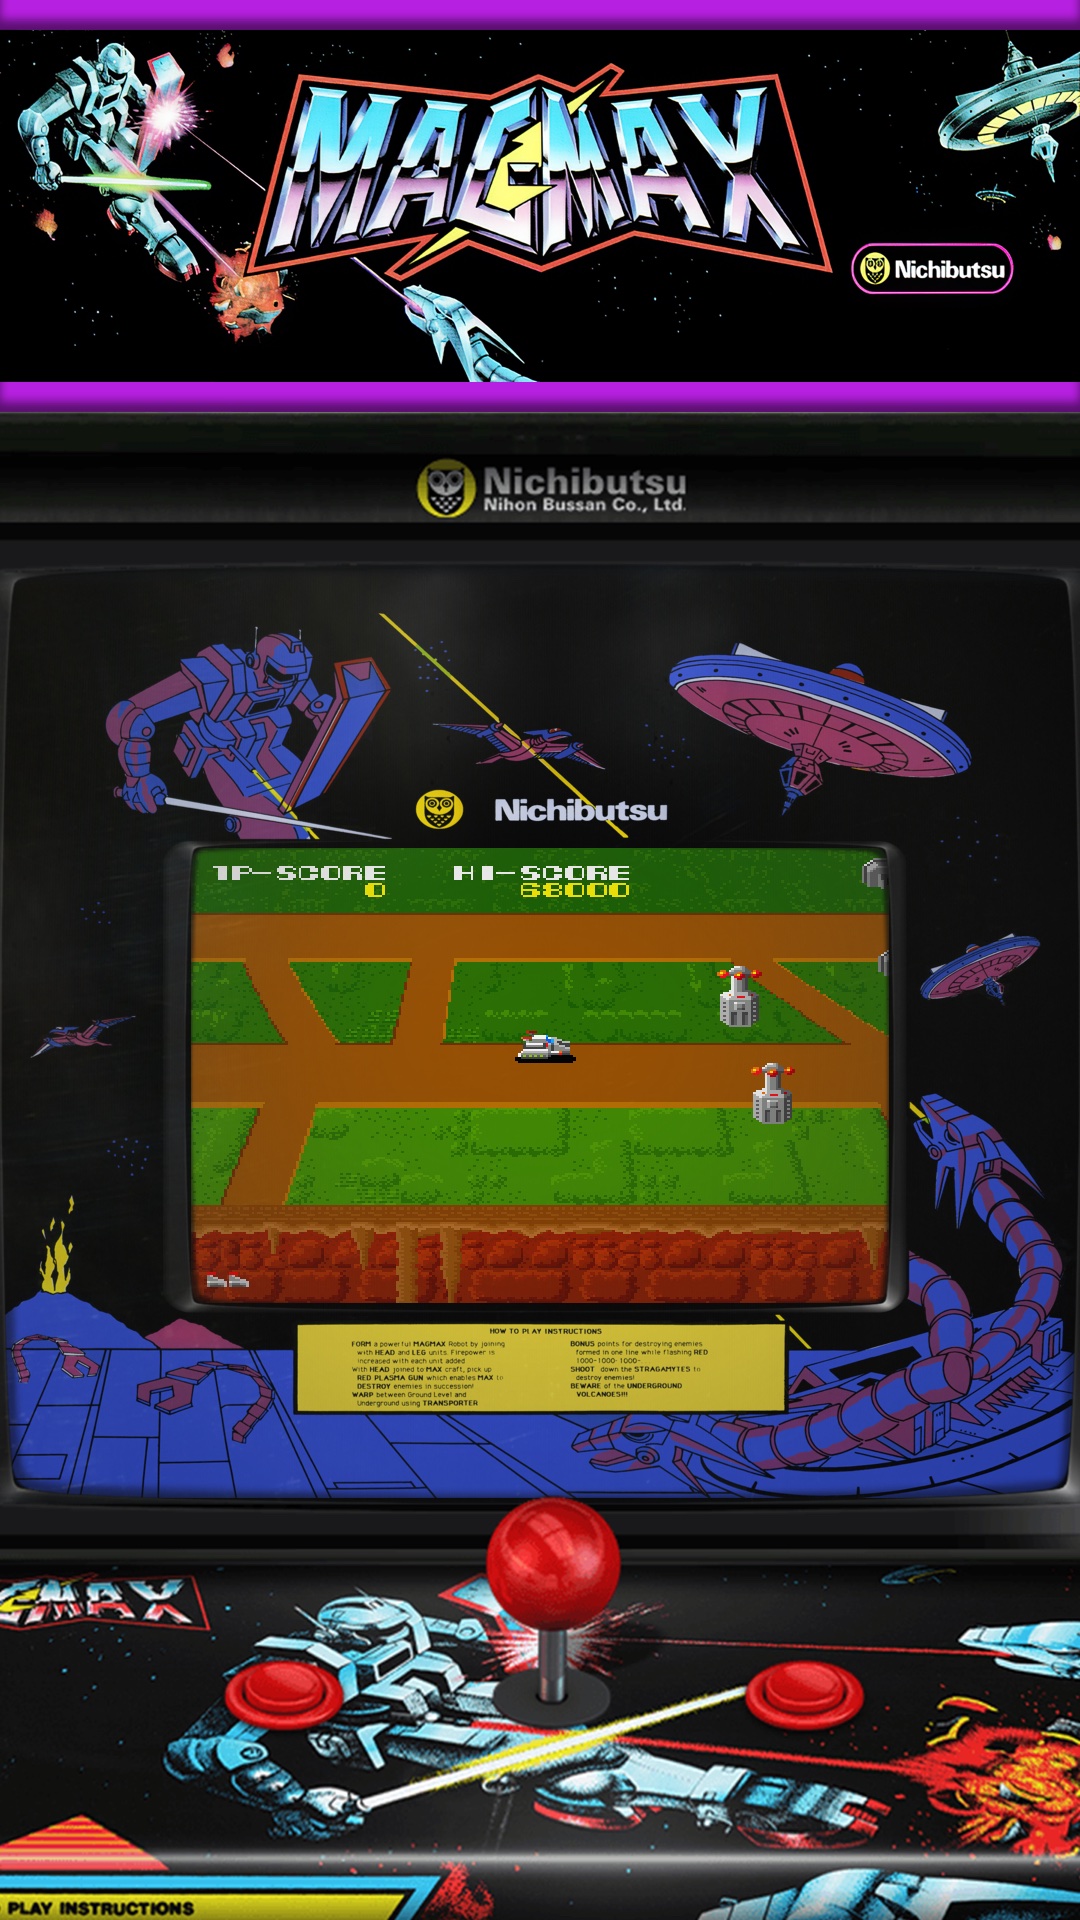 MAGMAX
Nichibutsu
Nichibutsu
Nihon Bussan Co., Ltd.
Nichibutsu
1P-SCORE HI-SCORE
0 68000
HOW TO PLAY INSTRUCTIONS
FORM a powerful MAGMAX Robot by joining
with HEAD and LEG units. Firepower is
increased with each unit added
With HEAD joined to MAX craft, pick up
RED PLASMA GUN which enables MAX to
DESTROY enemies in succession!
WARP between Ground Level and
Underground using TRANSPORTER
BONUS points for destroying enemies
formed in one line while flashing RED
1000-1000-1000-
SHOOT down the STRAGAMYTES to
destroy enemies!
BEWARE of the UNDERGROUND
VOLCANOES!!!
GMAX
PLAY INSTRUCTIONS